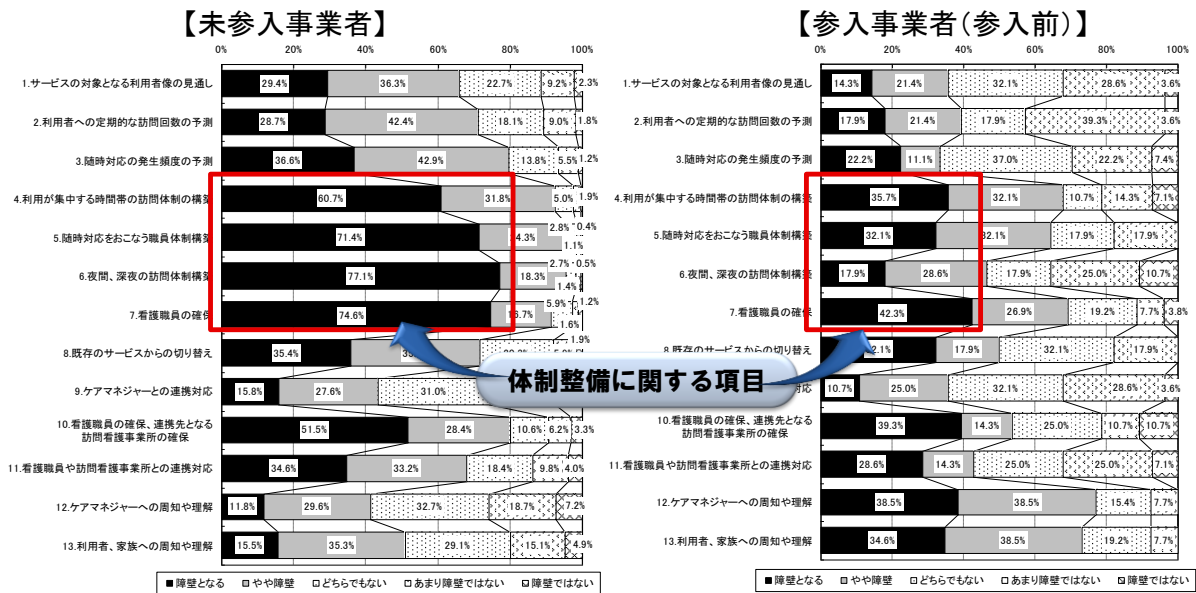 【未参入事業者】
0% 20% 40% 60% 80% 100%
1.サービスの対象となる利用者像の見通し 29.4% 36.3% 22.7% 9.2% 2.3%
2.利用者への定期的な訪問回数の予測 28.7% 42.4% 18.1% 9.0% 1.8%
3.随時対応の発生頻度の予測 36.6% 42.9% 13.8% 5.5% 1.2%
4.利用が集中する時間帯の訪問体制の構築 60.7% 31.8% 5.0% 1.9%
5.随時対応をおこなう職員体制構築 71.4% 24.3% 2.8% 1.1% 0.4%
6.夜間、深夜の訪問体制構築 77.1% 18.3% 2.7% 1.4% 0.5%
7.看護職員の確保 74.6% 16.7% 5.9% 1.6% 1.2%
8.既存のサービスからの切り替え 35.4% 1.9%
9.ケアマネジャーとの連携対応 15.8% 27.6% 31.0%
10.看護職員の確保、連携先となる
訪問看護事業所の確保 51.5% 28.4% 10.6% 6.2% 3.3%
11.看護職員や訪問看護事業所との連携対応 34.6% 33.2% 18.4% 9.8% 4.0%
12.ケアマネジャーへの周知や理解 11.8% 29.6% 32.7% 18.7% 7.2%
13.利用者、家族への周知や理解 15.5% 35.3% 29.1% 15.1% 4.9%
■障壁となる □やや障壁 □どちらでもない □あまり障壁ではない □障壁ではない
体制整備に関する項目
【参入事業者(参入前)】
0% 20% 40% 60% 80% 100%
1.サービスの対象となる利用者像の見通し 14.3% 21.4% 32.1% 28.6% 3.6%
2.利用者への定期的な訪問回数の予測 17.9% 21.4% 17.9% 39.3% 3.6%
3.随時対応の発生頻度の予測 22.2% 11.1% 37.0% 22.2% 7.4%
4.利用が集中する時間帯の訪問体制の構築 35.7% 32.1% 10.7% 14.3% 7.1%
5.随時対応をおこなう職員体制構築 32.1% 32.1% 17.9% 17.9%
6.夜間、深夜の訪問体制構築 17.9% 28.6% 17.9% 25.0% 10.7%
7.看護職員の確保 42.3% 26.9% 19.2% 7.7% 3.8%
8.既存のサービスからの切り替え 2.1% 17.9% 32.1% 17.9%
対応 10.7% 25.0% 32.1% 28.6% 3.6%
10.看護職員の確保、連携先となる
訪問看護事業所の確保 39.3% 14.3% 25.0% 10.7% 10.7%
11.看護職員や訪問看護事業所との連携対応 28.6% 14.3% 25.0% 25.0% 7.1%
12.ケアマネジャーへの周知や理解 38.5% 38.5% 15.4% 7.7%
13.利用者、家族への周知や理解 34.6% 38.5% 19.2% 7.7%
■障壁となる □やや障壁 □どちらでもない □あまり障壁ではない □障壁ではない